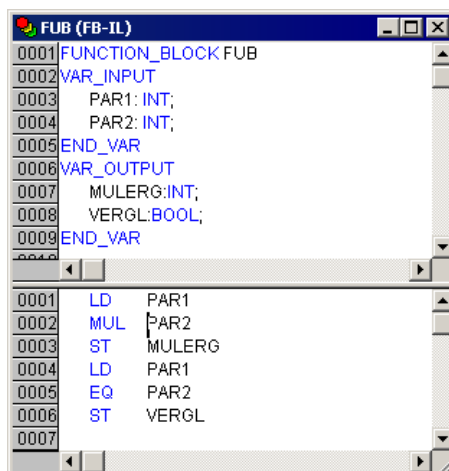 FUB (FB-IL)
0001 FUNCTION_BLOCK FUB
0002 VAR_INPUT
0003 PAR1: INT;
0004 PAR2: INT;
0005 END_VAR
0006 VAR_OUTPUT
0007 MULERG:INT;
0008 VERGL:BOOL;
0009 END_VAR
0001 LD PAR1
0002 MUL PAR2
0003 ST MULERG
0004 LD PAR1
0005 EQ PAR2
0006 ST VERGL
0007